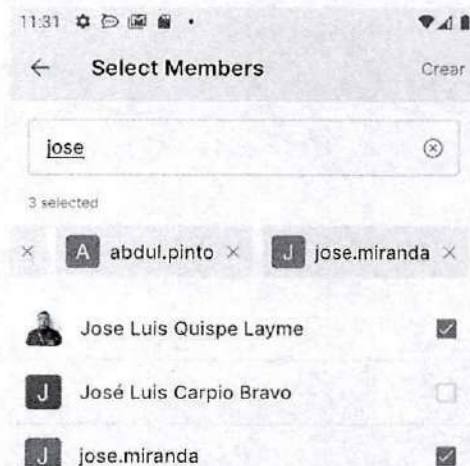 11:31
Select Members
Crear
jose
3 selected
A abdul.pinto × J jose.miranda ×
Jose Luis Quispe Layme
J José Luis Carpio Bravo
J jose.miranda